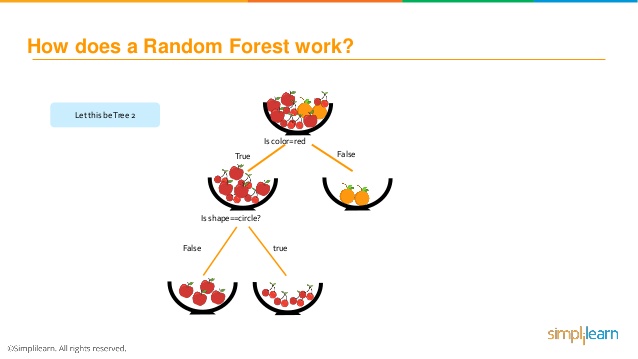 How does a Random Forest work?
Let this be Tree 2
Is color=red
True
False
Is shape==circle?
False
true
©Simplilearn. All rights reserved.
simplilearn